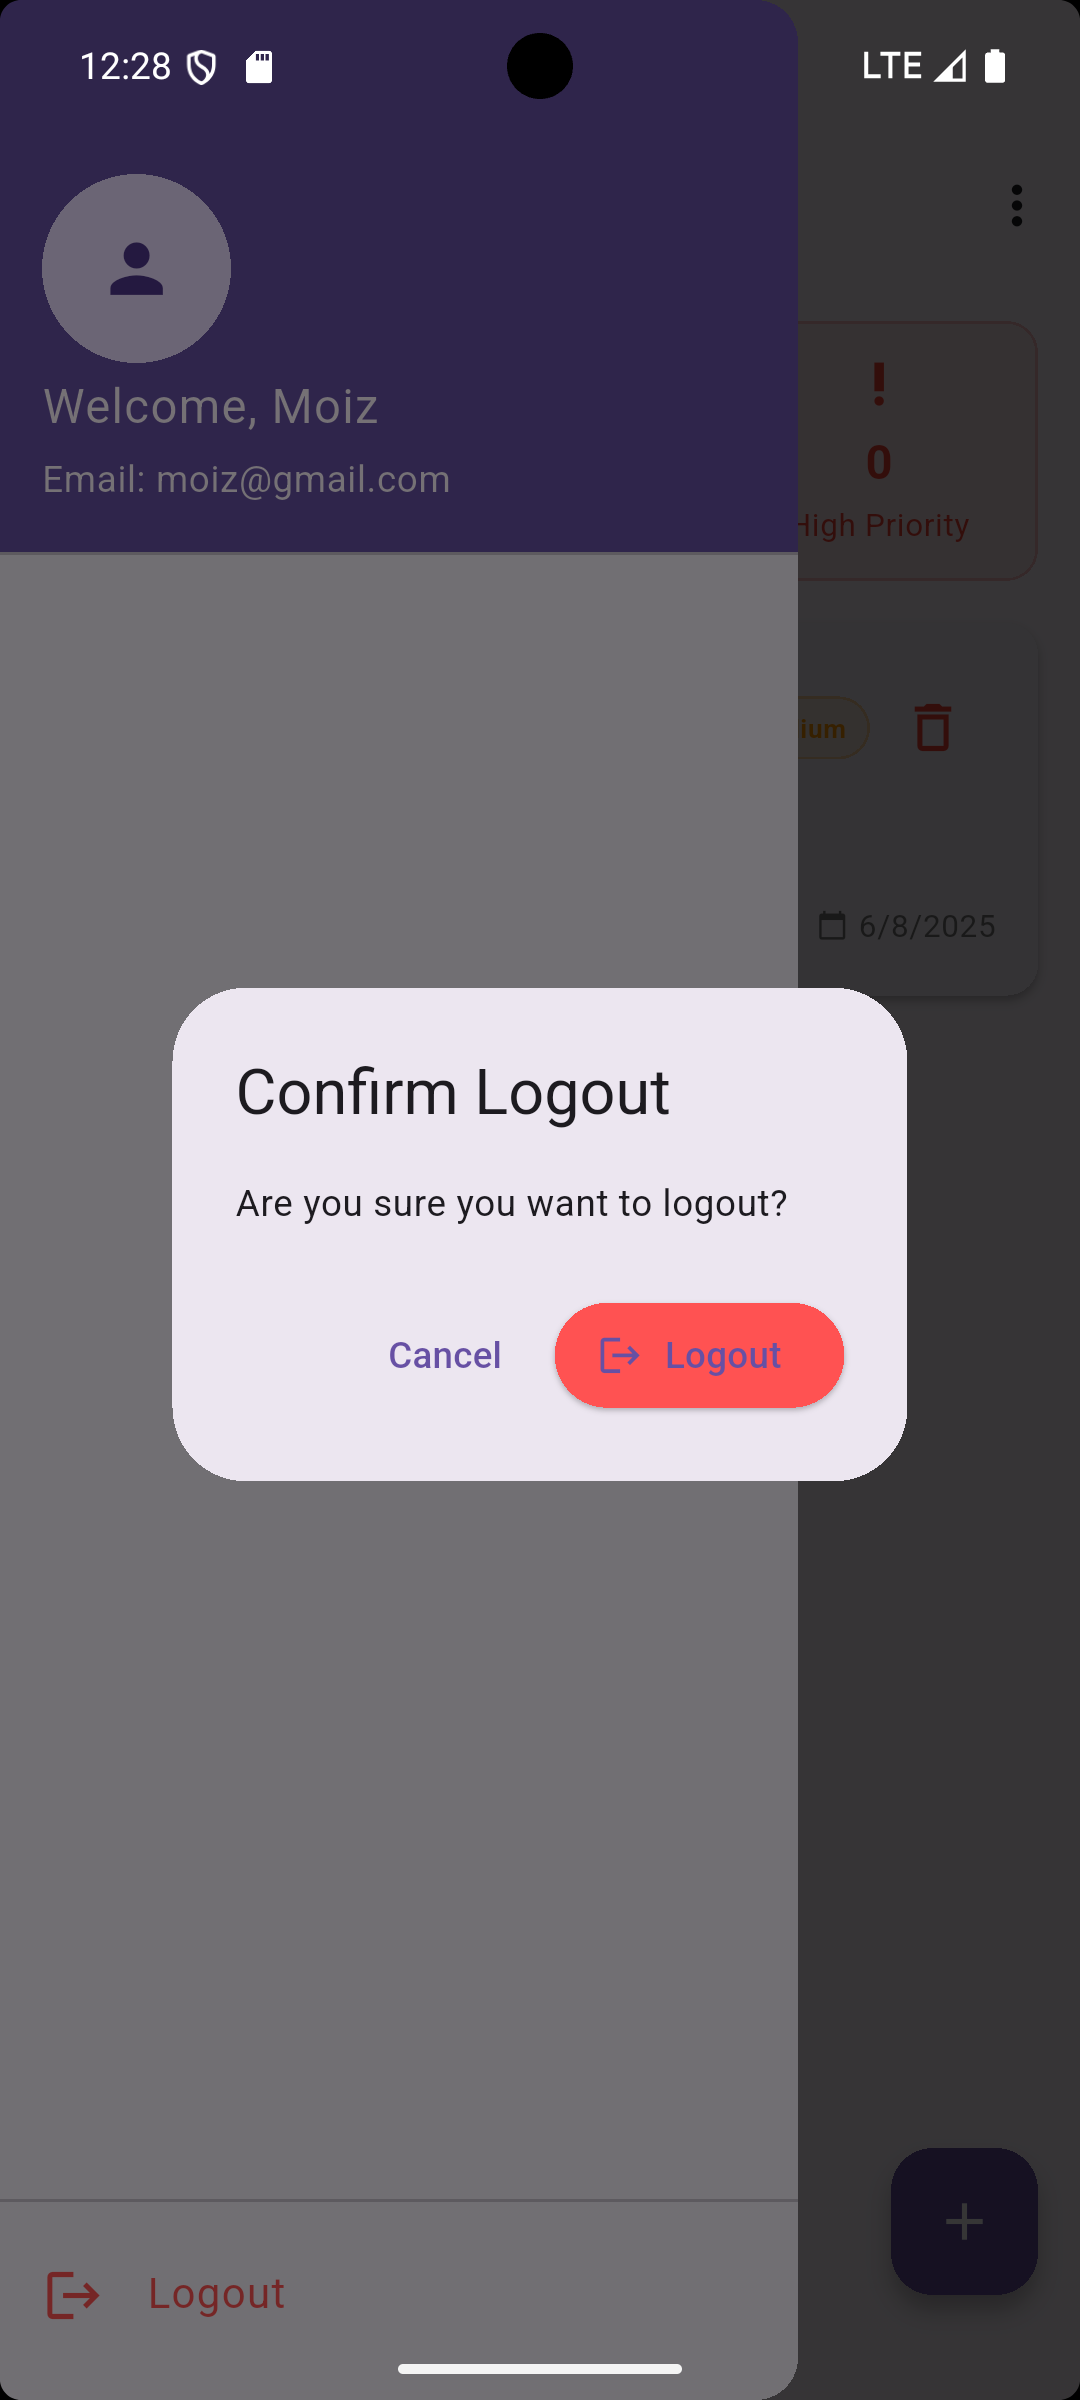 12:28
LTE
Welcome, Moiz
Email: moiz@gmail.com
!
0
High Priority
ium
6/8/2025
Confirm Logout
Are you sure you want to logout?
Cancel
Logout
+
Logout